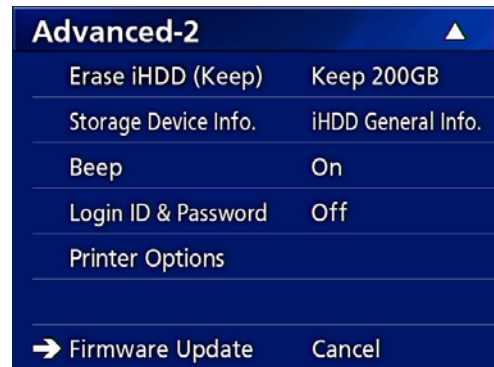 Advanced-2
Erase iHDD (Keep) Keep 200GB
Storage Device Info. iHDD General Info.
Beep On
Login ID & Password Off
Printer Options
Firmware Update Cancel